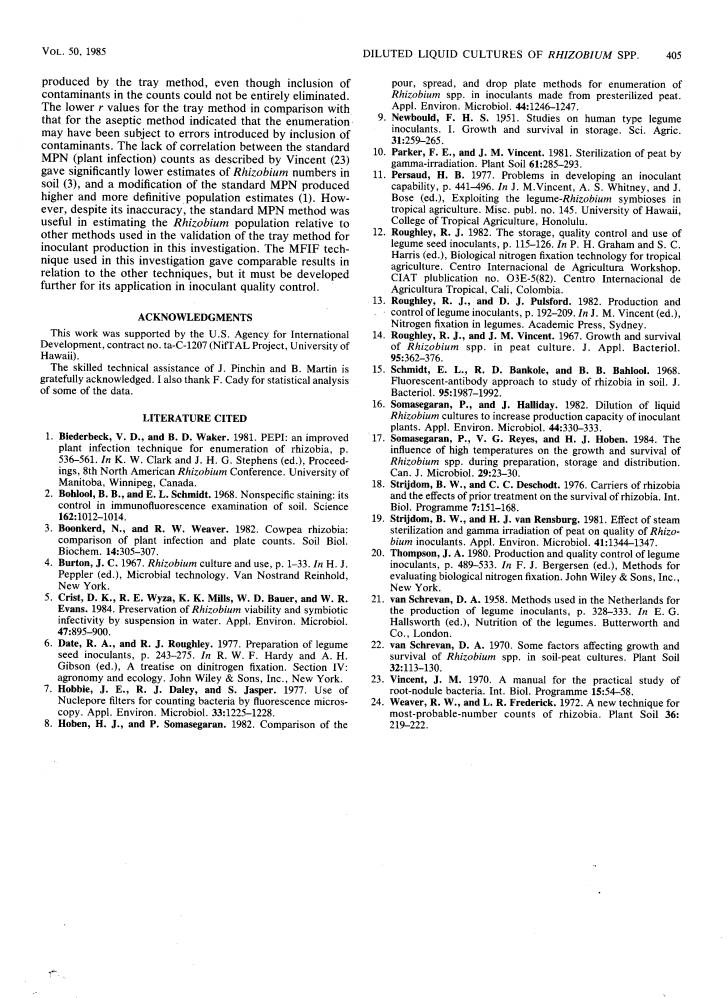 VOL. 50, 1985
DILUTED LIQUID CULTURES OF RHIZOBIUM SPP. 405
produced by the tray method, even though inclusion of
contaminants in the counts could not be entirely eliminated.
The lower r values for the tray method in comparison with
that for the aseptic method indicated that the enumeration
may have been subject to errors introduced by inclusion of
contaminants. The lack of correlation between the standard
MPN (plant infection) counts as described by Vincent (23)
gave significantly lower estimates of Rhizobium numbers in
soil (3), and a modification of the standard MPN produced
higher and more definitive population estimates (1). How-
ever, despite its inaccuracy, the standard MPN method was
useful in estimating the Rhizobium population relative to
other methods used in the validation of the tray method for
inoculant production in this investigation. The MFIF tech-
nique used in this investigation gave comparable results in
relation to the other techniques, but it must be developed
further for its application in inoculant quality control.
ACKNOWLEDGMENTS
This work was supported by the U.S. Agency for International
Development, contract no. ta-C-1207 (NifTAL Project, University of
Hawaii).
The skilled technical assistance of J. Pinchin and B. Martin is
gratefully acknowledged. I also thank F. Cady for statistical analysis
of some of the data.
LITERATURE CITED
1. Biederbeck, V. D., and B. D. Waker. 1981. PEPI: an improved
plant infection technique for enumeration of rhizobia, p.
536–561. In K. W. Clark and J. H. G. Stephens (ed.), Proceed-
ings, 8th North American Rhizobium Conference. University of
Manitoba, Winnipeg, Canada.
2. Bohlool, B. B., and E. L. Schmidt. 1968. Nonspecific staining: its
control in immunofluorescence examination of soil. Science
162:1012–1014.
3. Boonkerd, N., and R. W. Weaver. 1982. Cowpea rhizobia:
comparison of plant infection and plate counts. Soil Biol.
Biochem. 14:305–307.
4. Burton, J. C. 1967. Rhizobium culture and use, p. 1–33. In H. J.
Peppler (ed.), Microbial technology. Van Nostrand Reinhold,
New York.
5. Crist, D. K., R. E. Wyza, K. K. Mills, W. D. Bauer, and W. R.
Evans. 1984. Preservation of Rhizobium viability and symbiotic
infectivity by suspension in water. Appl. Environ. Microbiol.
47:895–900.
6. Date, R. A., and R. J. Roughley. 1977. Preparation of legume
seed inoculants, p. 243–275. In R. W. F. Hardy and A. H.
Gibson (ed.), A treatise on dinitrogen fixation. Section IV:
agronomy and ecology. John Wiley & Sons, Inc., New York.
7. Hobbie, J. E., R. J. Daley, and S. Jasper. 1977. Use of
Nuclepore filters for counting bacteria by fluorescence micros-
copy. Appl. Environ. Microbiol. 33:1225–1228.
8. Hoben, H. J., and P. Somasegaran. 1982. Comparison of the
pour, spread, and drop plate methods for enumeration of
Rhizobium spp. in inoculants made from presterilized peat.
Appl. Environ. Microbiol. 44:1246–1247.
9. Newbould, F. H. S. 1951. Studies on human type legume
inoculants. I. Growth and survival in storage. Sci. Agric.
31:259–265.
10. Parker, F. E., and J. M. Vincent. 1981. Sterilization of peat by
gamma-irradiation. Plant Soil 61:285–293.
11. Persaud, H. B. 1977. Problems in developing an inoculant
capability, p. 441–496. In J. M.Vincent, A. S. Whitney, and J.
Bose (ed.), Exploiting the legume-Rhizobium symbioses in
tropical agriculture. Misc. publ. no. 145. University of Hawaii,
College of Tropical Agriculture, Honolulu.
12. Roughley, R. J. 1982. The storage, quality control and use of
legume seed inoculants, p. 115–126. In P. H. Graham and S. C.
Harris (ed.), Biological nitrogen fixation technology for tropical
agriculture. Centro Internacional de Agricultura Workshop.
CIAT plublication no. O3E-5(82). Centro Internacional de
Agricultura Tropical, Cali, Colombia.
13. Roughley, R. J., and D. J. Pulsford. 1982. Production and
control of legume inoculants, p. 192–209. In J. M. Vincent (ed.),
Nitrogen fixation in legumes. Academic Press, Sydney.
14. Roughley, R. J., and J. M. Vincent. 1967. Growth and survival
of Rhizobium spp. in peat culture. J. Appl. Bacteriol.
95:362–376.
15. Schmidt, E. L., R. D. Bankole, and B. B. Bahlool. 1968.
Fluorescent-antibody approach to study of rhizobia in soil. J.
Bacteriol. 95:1987–1992.
16. Somasegaran, P., and J. Halliday. 1982. Dilution of liquid
Rhizobium cultures to increase production capacity of inoculant
plants. Appl. Environ. Microbiol. 44:330–333.
17. Somasegaran, P., V. G. Reyes, and H. J. Hoben. 1984. The
influence of high temperatures on the growth and survival of
Rhizobium spp. during preparation, storage and distribution.
Can. J. Microbiol. 29:23–30.
18. Strijdom, B. W., and C. C. Deschodt. 1976. Carriers of rhizobia
and the effects of prior treatment on the survival of rhizobia. Int.
Biol. Programme 7:151–168.
19. Strijdom, B. W., and H. J. van Rensburg. 1981. Effect of steam
sterilization and gamma irradiation of peat on quality of Rhizo-
bium inoculants. Appl. Environ. Microbiol. 41:1344–1347.
20. Thompson, J. A. 1980. Production and quality control of legume
inoculants, p. 489–533. In F. J. Bergersen (ed.), Methods for
evaluating biological nitrogen fixation. John Wiley & Sons, Inc.,
New York.
21. van Schrevan, D. A. 1958. Methods used in the Netherlands for
the production of legume inoculants, p. 328–333. In E. G.
Hallsworth (ed.), Nutrition of the legumes. Butterworth and
Co., London.
22. van Schrevan, D. A. 1970. Some factors affecting growth and
survival of Rhizobium spp. in soil-peat cultures. Plant Soil
32:113–130.
23. Vincent, J. M. 1970. A manual for the practical study of
root-nodule bacteria. Int. Biol. Programme 15:54–58.
24. Weaver, R. W., and L. R. Frederick. 1972. A new technique for
most-probable-number counts of rhizobia. Plant Soil 36:
219–222.